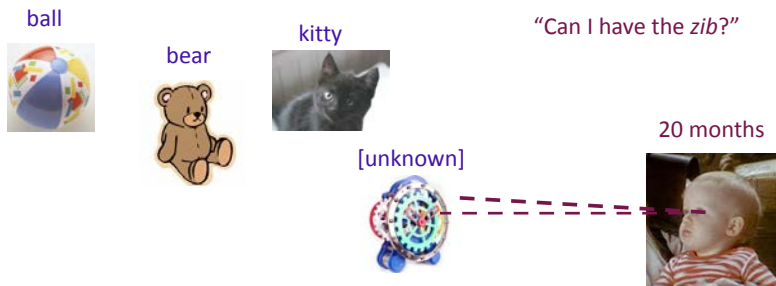 ball
bear
kitty
“Can I have the zib?”
[unknown]
20 months